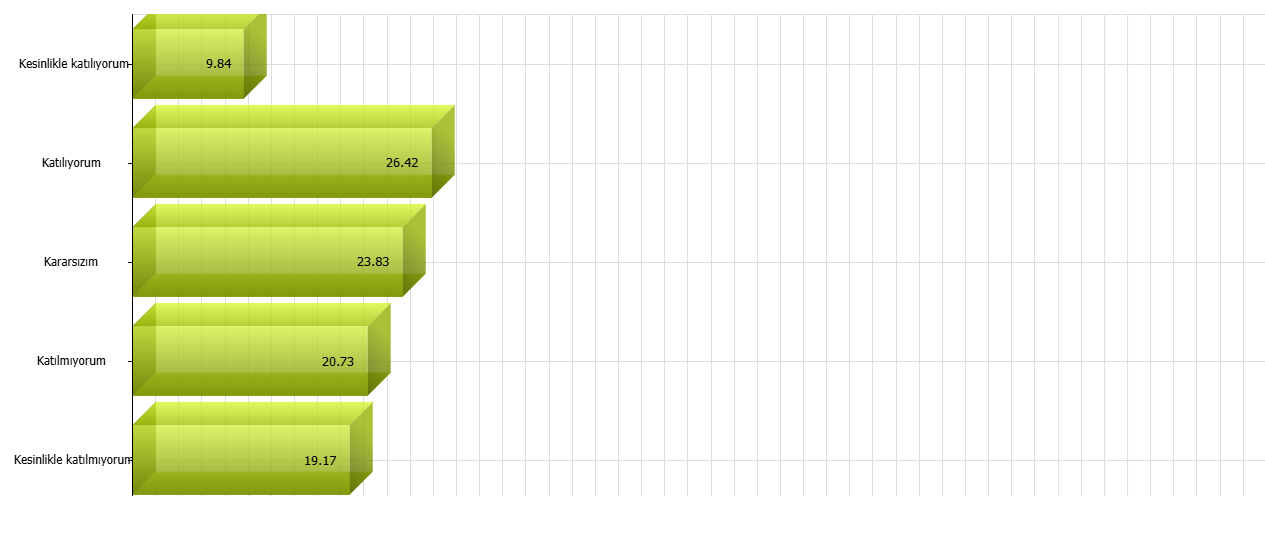 Kesinlikle katılıyorum
9.84
Katılıyorum
26.42
Kararsızım
23.83
Katılmıyorum
20.73
Kesinlikle katılmıyorum
19.17